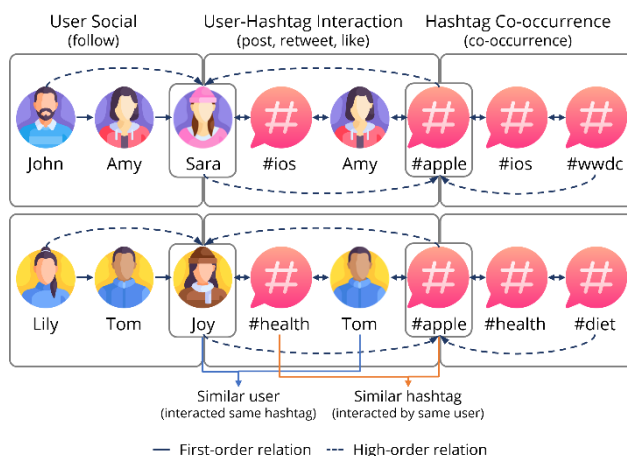 User Social
(follow)
User-Hashtag Interaction
(post, retweet, like)
Hashtag Co-occurrence
(co-occurrence)
John
Amy
Sara
#ios
Amy
#apple
#ios
#wwdc
Lily
Tom
Joy
#health
Tom
#apple
#health
#diet
Similar user
(interacted same hashtag)
Similar hashtag
(interacted by same user)
First-order relation
High-order relation